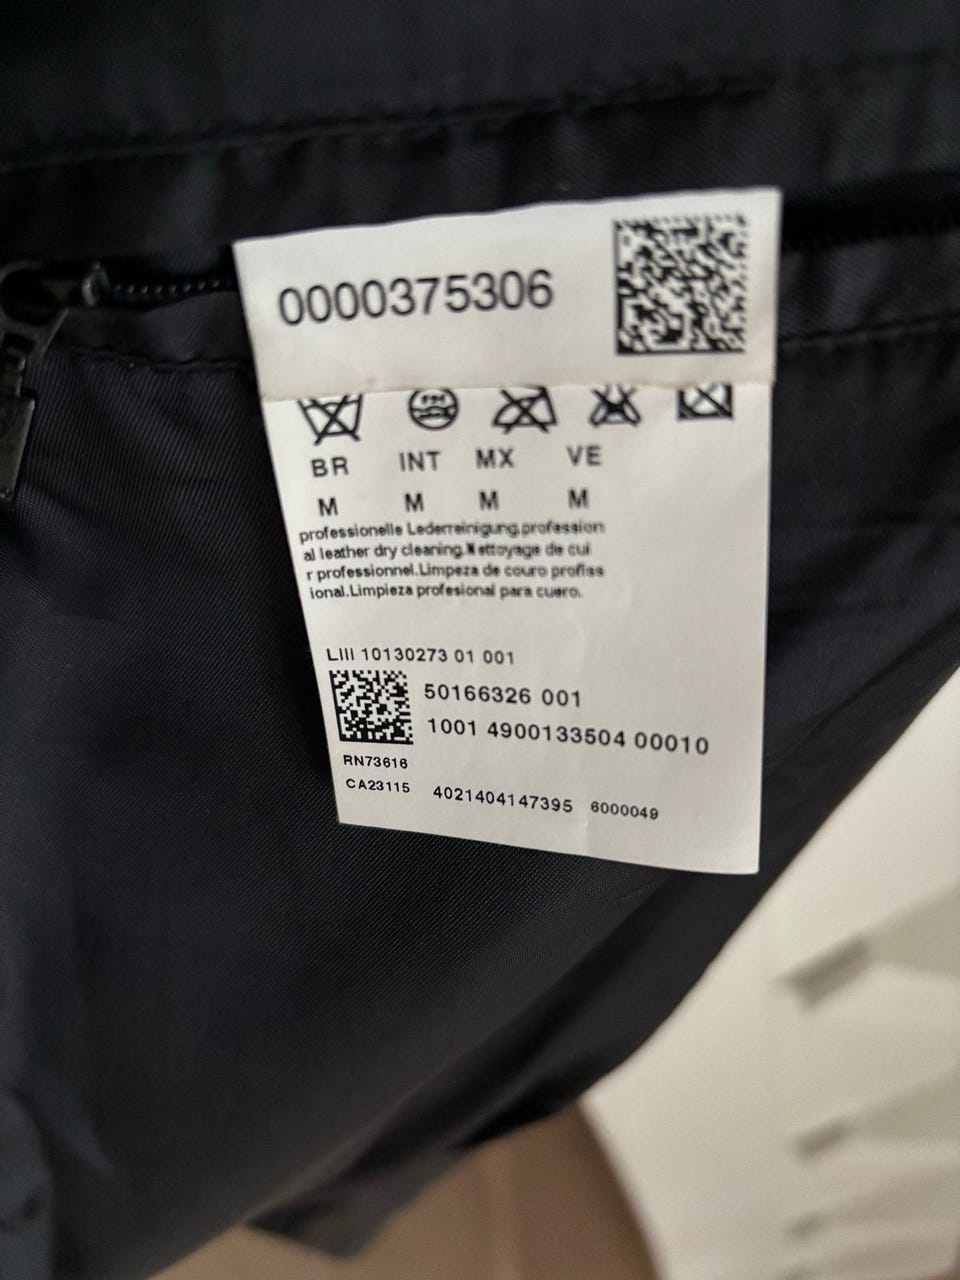 0000375306
BR INT MX VE
M M M M
professionelle Lederreinigung.profession
al leather dry cleaning.Nettoyage de cui
r professionnel.Limpeza de couro profiss
ional.Limpieza profesional para cuero.
LIII 10130273 01 001
50166326 001
1001 4900133504 00010
RN73616
CA23115 4021404147395 6000049